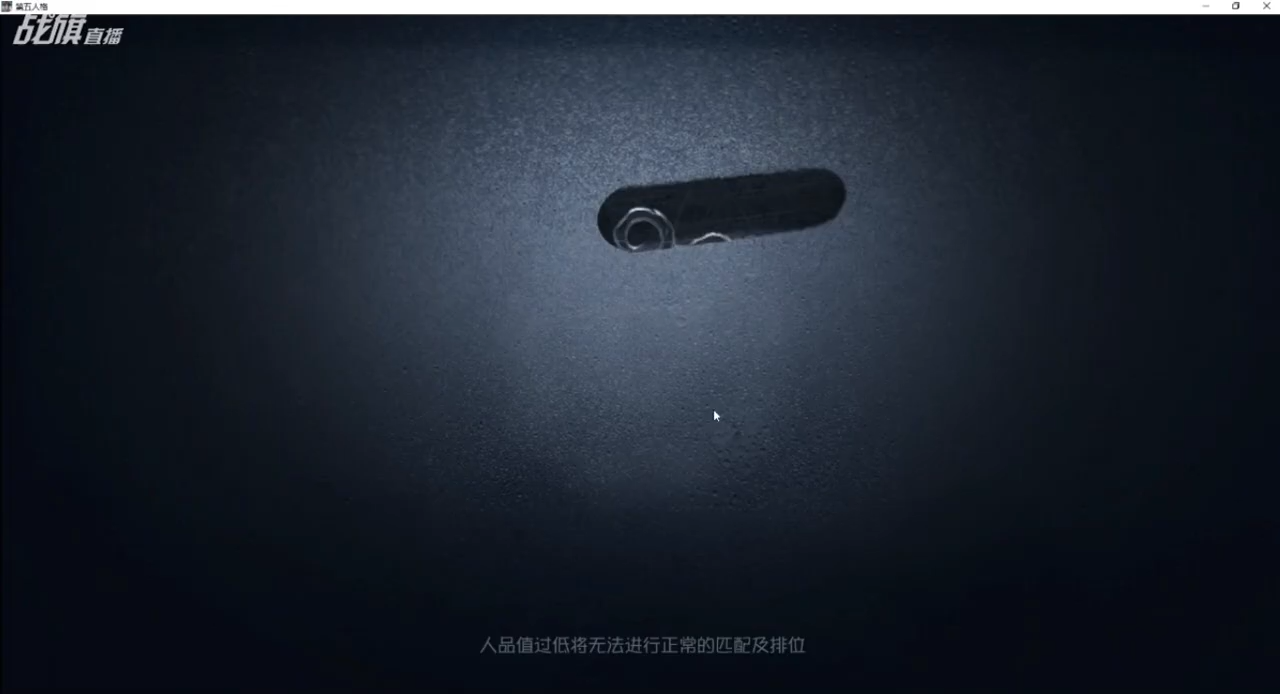 第五人格
战旗直播
人品值过低将无法进行正常的匹配及排位